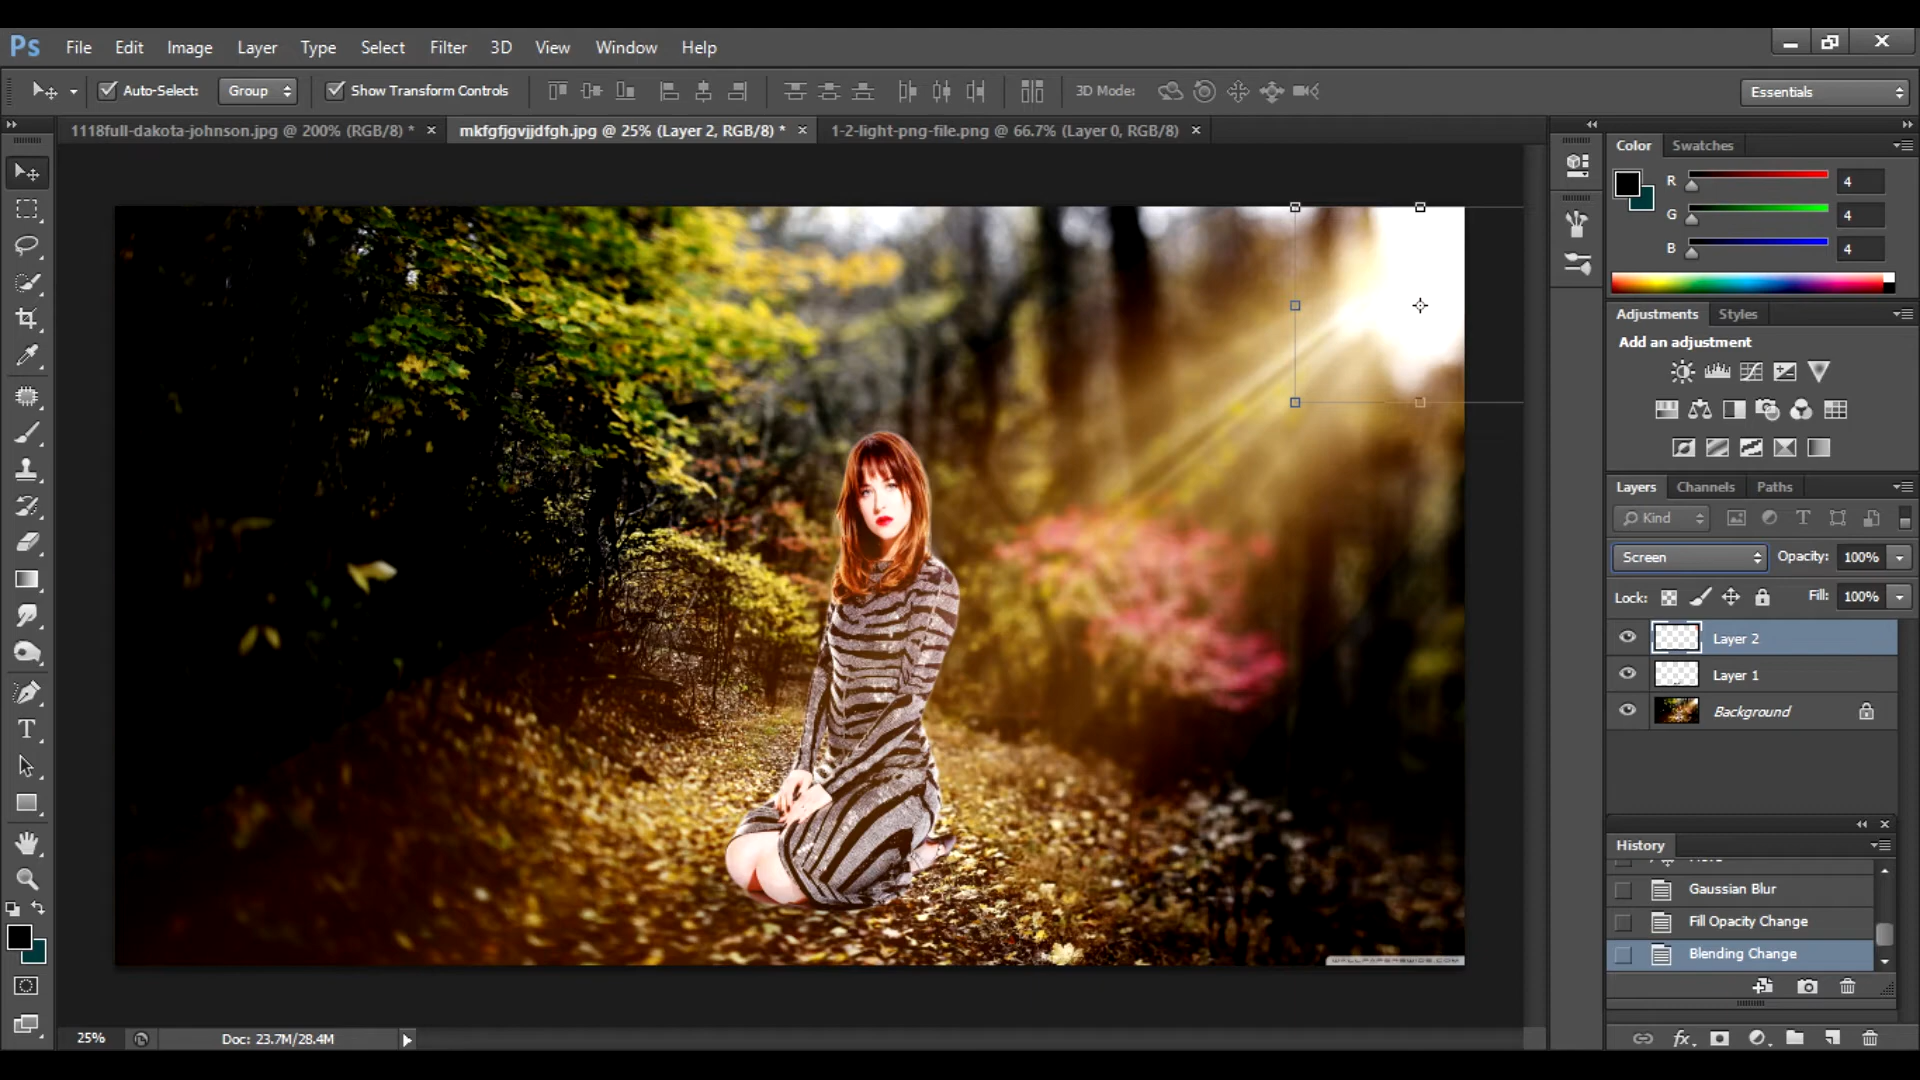 Ps File Edit Image Layer Type Select Filter 3D View Window Help
Auto-Select: Group Show Transform Controls 3D Mode: Essentials
1118full-dakota-johnson.jpg @ 200% (RGB/8) * × mkfgfjgvjjdfgh.jpg @ 25% (Layer 2, RGB/8) * × 1-2-light-png-file.png @ 66.7% (Layer 0, RGB/8) ×
Color Swatches
R 4
G 4
B 4
Adjustments Styles
Add an adjustment
Layers Channels Paths
Kind
Screen Opacity: 100%
Lock: Fill: 100%
Layer 2
Layer 1
Background
History
Gaussian Blur
Fill Opacity Change
Blending Change
WALLPAPERSWIDE.COM
25% Doc: 23.7M/28.4M